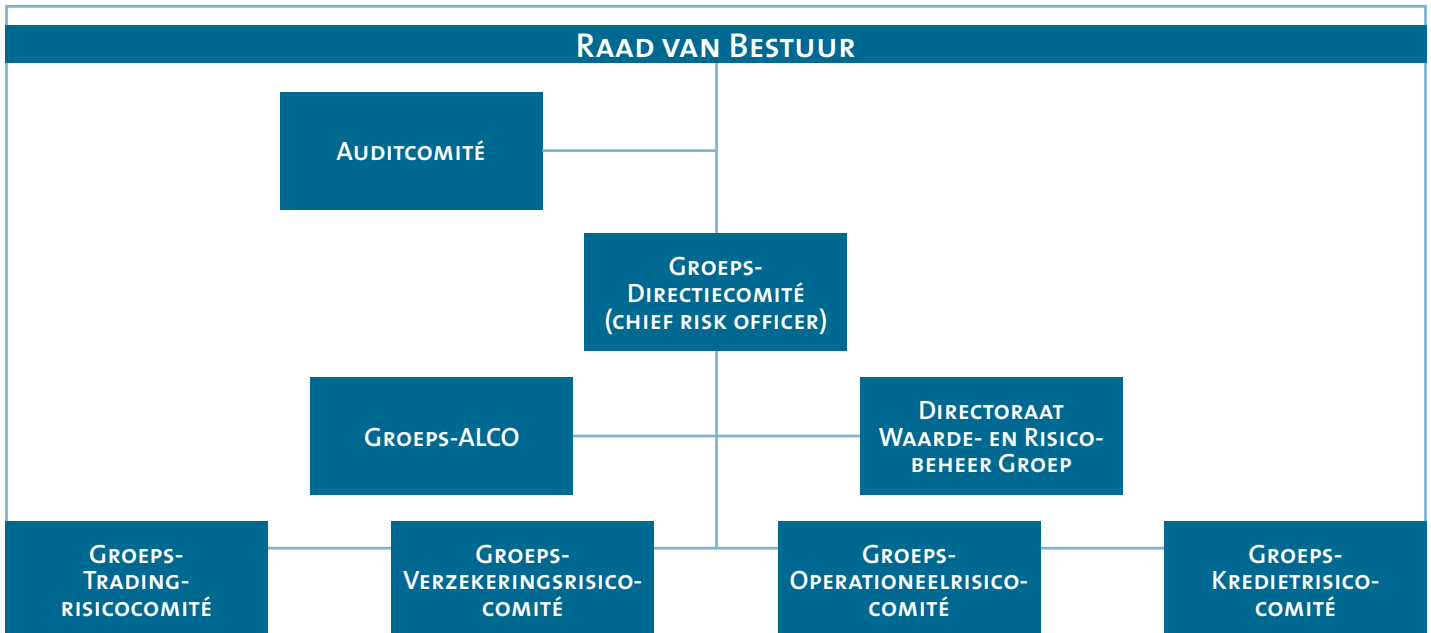 Raad van Bestuur
Auditcomité
Groeps-
Directiecomité
(chief risk officer)
Groeps-ALCO
Directoraat
Waarde- en Risico-
beheer Groep
Groeps-
Trading-
risicocomité
Groeps-
Verzekeringsrisico-
comité
Groeps-
Operationeelrisico-
comité
Groeps-
Kredietrisico-
comité